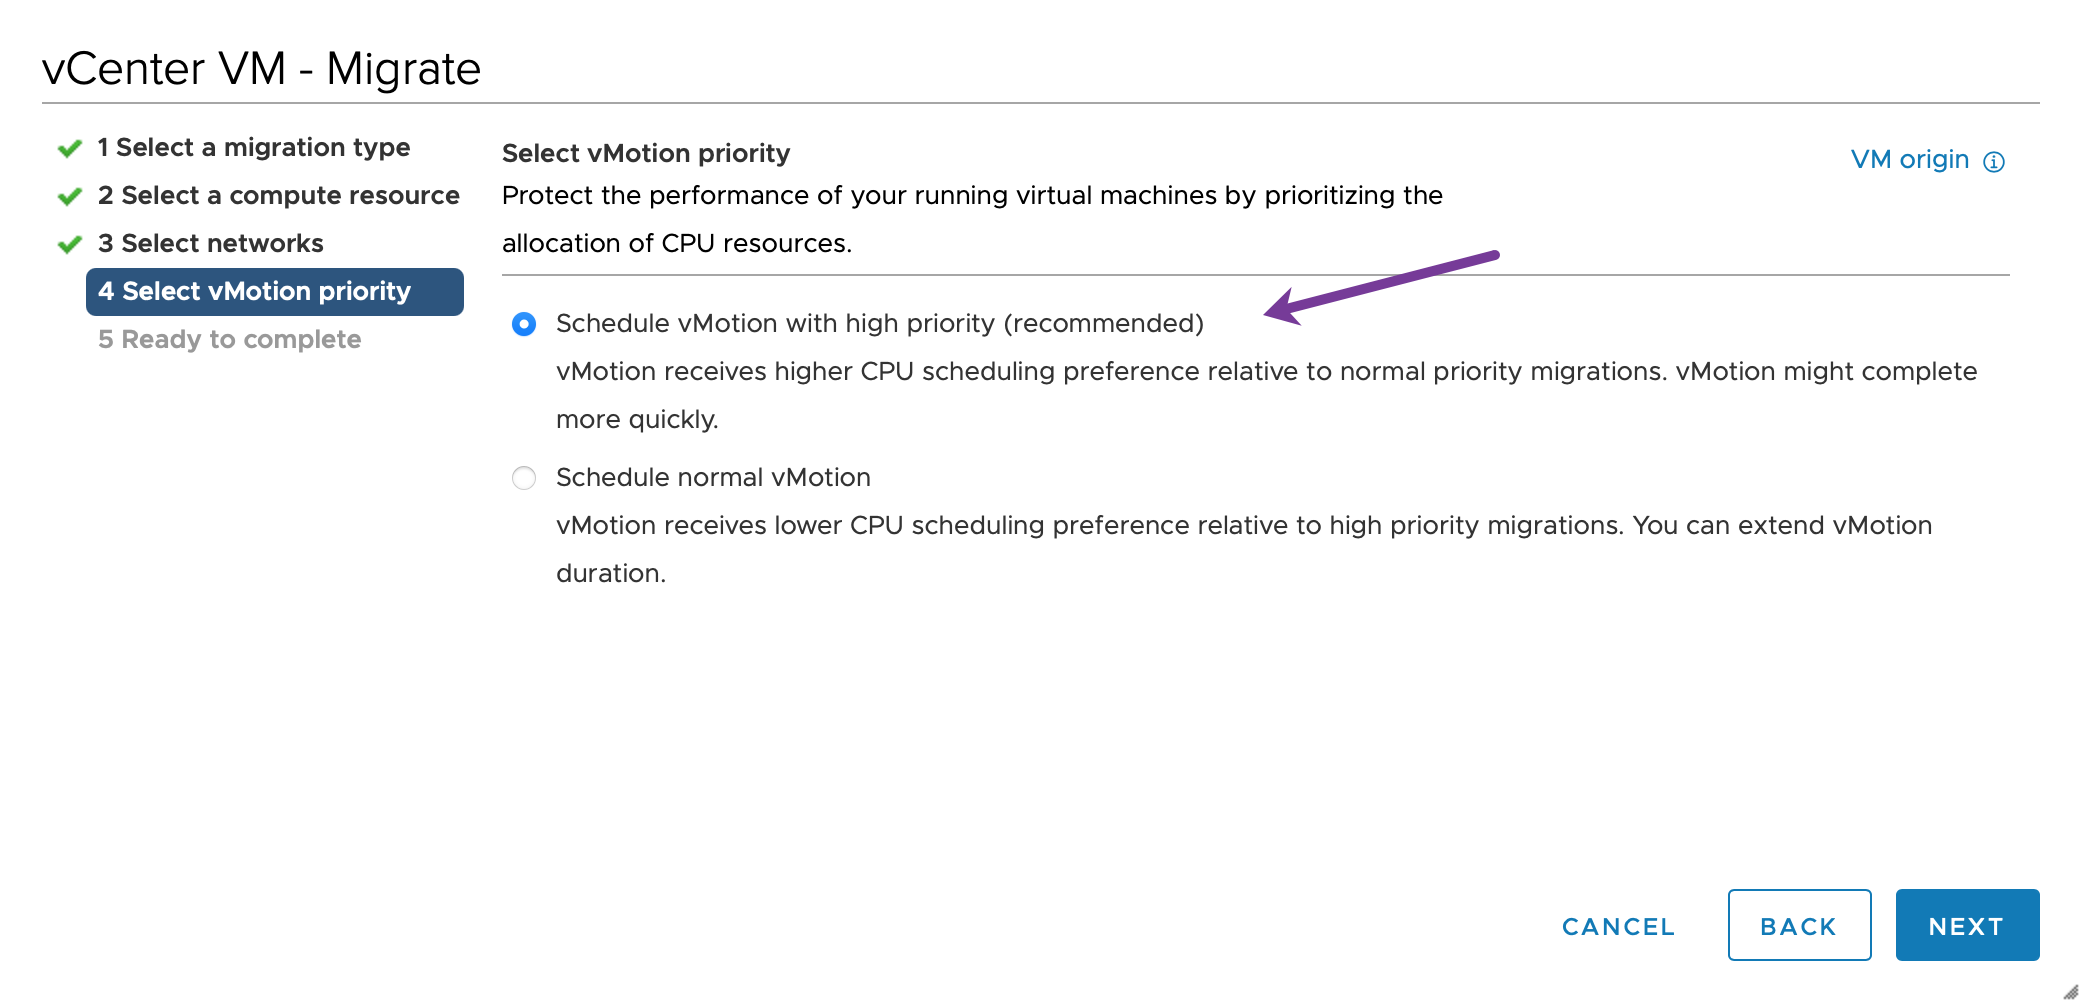 vCenter VM - Migrate
1 Select a migration type
2 Select a compute resource
3 Select networks
4 Select vMotion priority
5 Ready to complete
Select vMotion priority
VM origin
Protect the performance of your running virtual machines by prioritizing the
allocation of CPU resources.
Schedule vMotion with high priority (recommended)
vMotion receives higher CPU scheduling preference relative to normal priority migrations. vMotion might complete
more quickly.
Schedule normal vMotion
vMotion receives lower CPU scheduling preference relative to high priority migrations. You can extend vMotion
duration.
CANCEL
BACK
NEXT